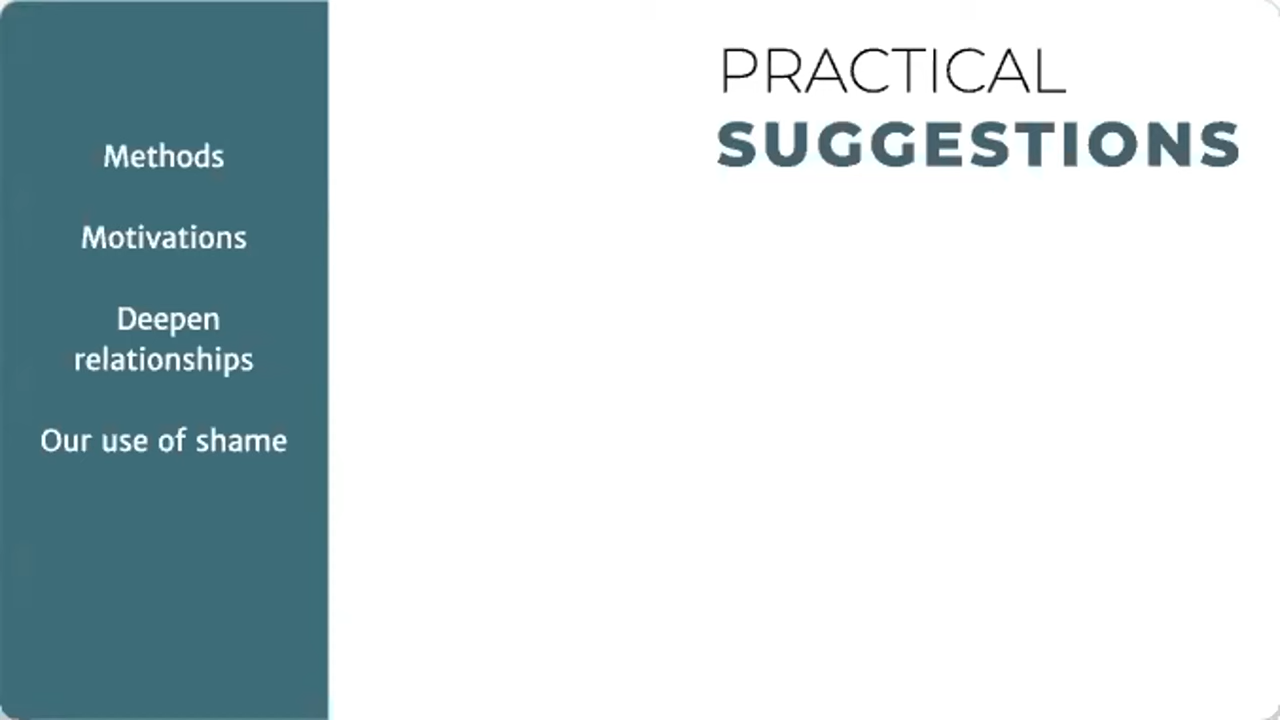 PRACTICAL
SUGGESTIONS
Methods
Motivations
Deepen
relationships
Our use of shame